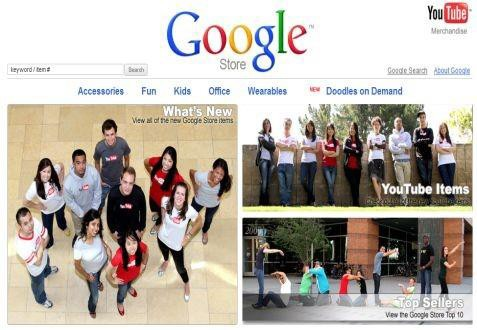 Google™
Store
YouTube™
Merchandise
keyword / item #
Search
Google Search
About Google
Accessories Fun Kids Office Wearables NEW Doodles on Demand
What's New
View all of the new Google Store items
YouTube Items
Top Sellers
View the Google Store Top 10